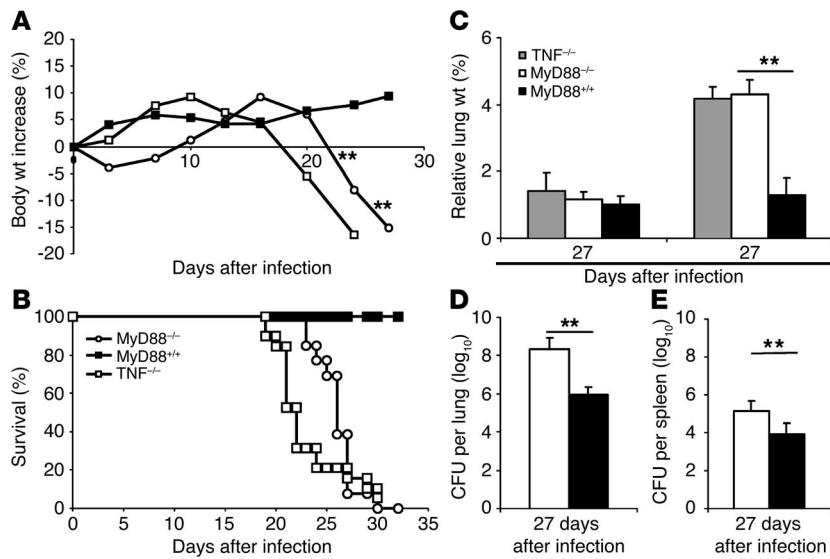 A
Body wt increase (%)
20
15
10
5
0
-5
-10
-15
-20
10
20
30
**
**
Days after infection
B
Survival (%)
100
80
60
40
20
0
0
5
10
15
20
25
30
35
MyD88–/–
MyD88+/+
TNF–/–
Days after infection
C
Relative lung wt (%)
6
4
2
0
TNF–/–
MyD88–/–
MyD88+/+
**
27
27
Days after infection
D
CFU per lung (log10)
10
8
6
4
2
0
**
27 days
after infection
E
CFU per spleen (log10)
8
6
4
2
0
**
27 days
after infection